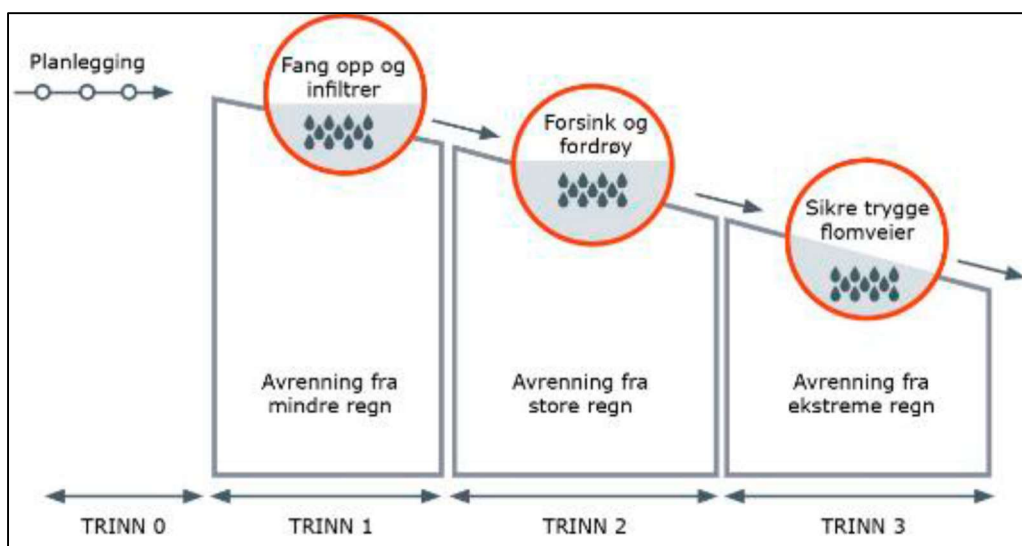 Planlegging
Fang opp og
infiltrer
Forsink og
fordrøy
Sikre trygge
flomveier
Avrenning fra
mindre regn
Avrenning fra
store regn
Avrenning fra
ekstreme regn
TRINN 0
TRINN 1
TRINN 2
TRINN 3